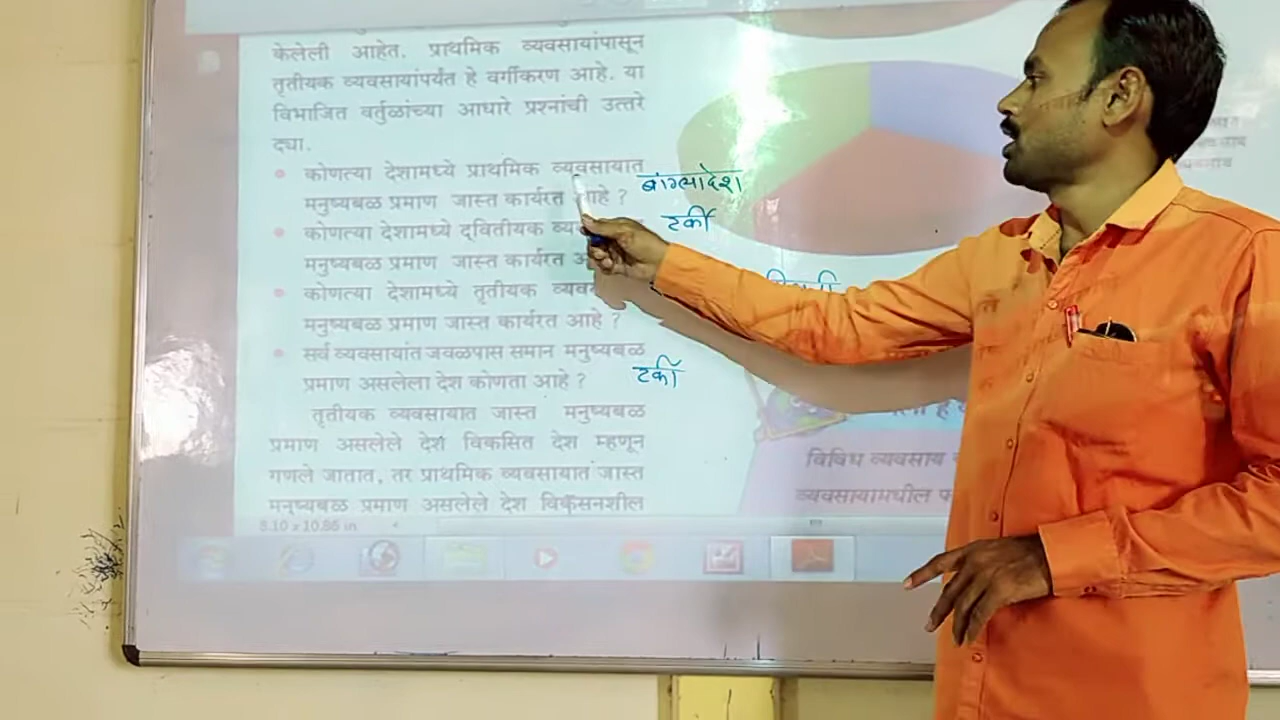 केलेली आहेत. प्राथमिक व्यवसायांपासून
तृतीयक व्यवसायांपर्यंत हे वर्गीकरण आहे. या
विभाजित वर्तुळांच्या आधारे प्रश्नांची उत्तरे
द्या.
• कोणत्या देशामध्ये प्राथमिक व्यवसायात
मनुष्यबळ प्रमाण जास्त कार्यरत आहे ?
बांग्लादेश
• कोणत्या देशामध्ये द्वितीयक
मनुष्यबळ प्रमाण जास्त कार्यरत
टर्की
• कोणत्या देशामध्ये तृतीयक
मनुष्यबळ प्रमाण जास्त कार्यरत आहे ?
• सर्व व्यवसायांत जवळपास समान मनुष्यबळ
प्रमाण असलेला देश कोणता आहे ?
टर्की
तृतीयक व्यवसायात जास्त मनुष्यबळ
प्रमाण असलेले देश विकसित देश म्हणून
गणले जातात, तर प्राथमिक व्यवसायात जास्त
मनुष्यबळ प्रमाण असलेले देश विकसनशील
8.10 x 10.86 in
विविध व्यवसाय
व्यवसायामधील